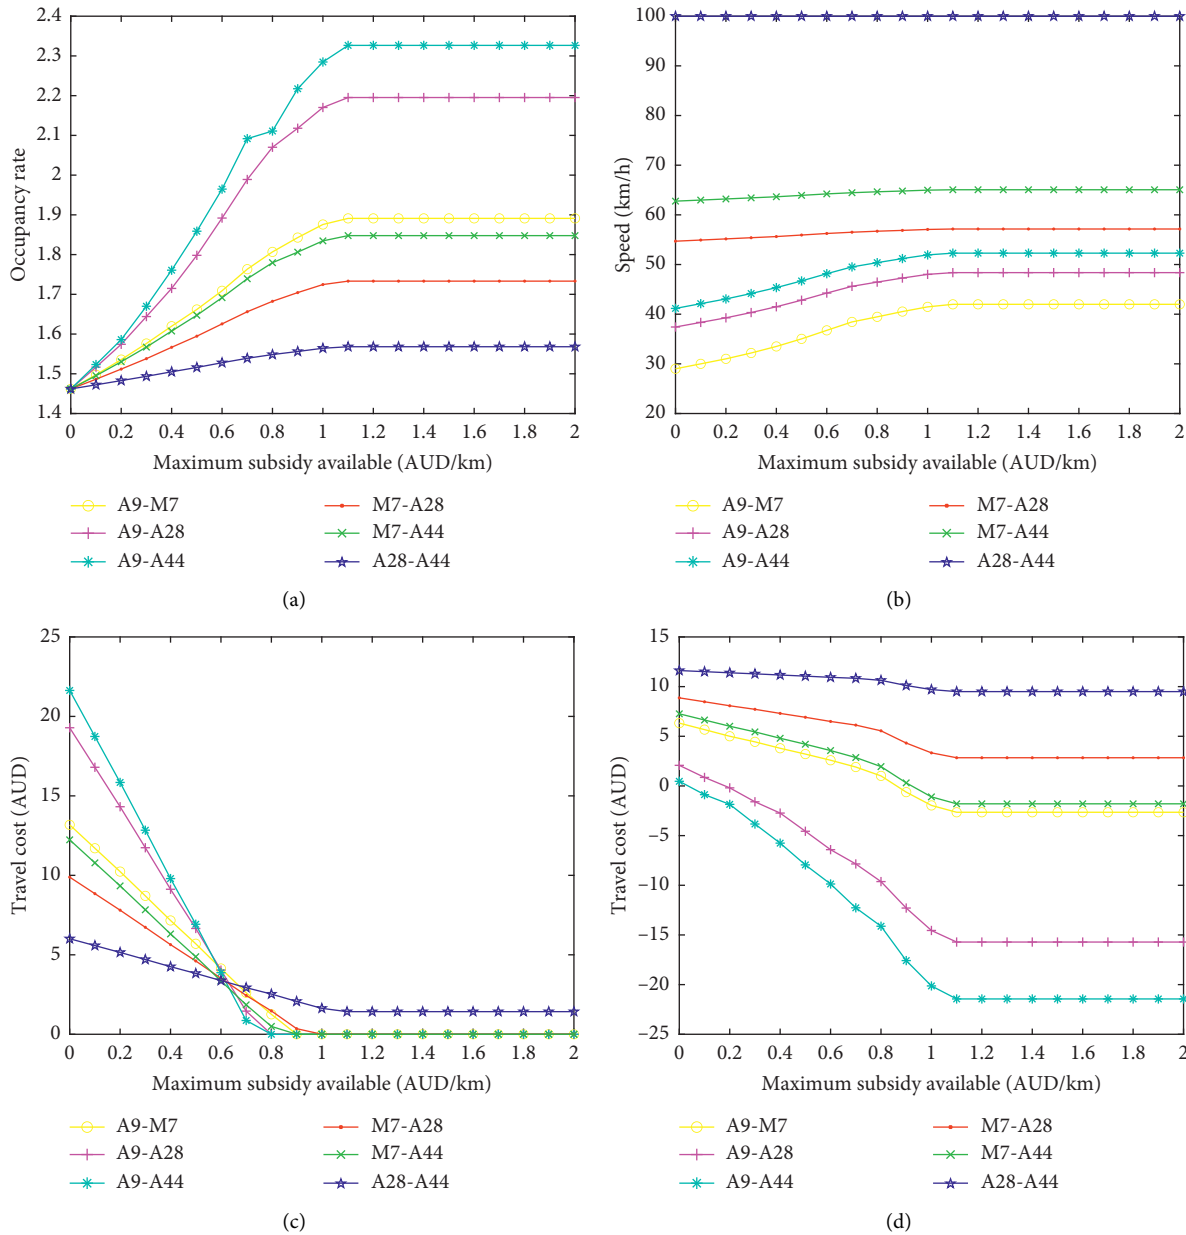 2.4
2.3
2.2
2.1
2
1.9
1.8
1.7
1.6
1.5
1.4
Occupancy rate
0 0.2 0.4 0.6 0.8 1 1.2 1.4 1.6 1.8 2
Maximum subsidy available (AUD/km)
A9-M7 M7-A28
A9-A28 M7-A44
A9-A44 A28-A44
(a)
100
90
80
70
60
50
40
30
20
Speed (km/h)
0 0.2 0.4 0.6 0.8 1 1.2 1.4 1.6 1.8 2
Maximum subsidy available (AUD/km)
A9-M7 M7-A28
A9-A28 M7-A44
A9-A44 A28-A44
(b)
25
20
15
10
5
0
Travel cost (AUD)
0 0.2 0.4 0.6 0.8 1 1.2 1.4 1.6 1.8 2
Maximum subsidy available (AUD/km)
A9-M7 M7-A28
A9-A28 M7-A44
A9-A44 A28-A44
(c)
15
10
5
0
−5
−10
−15
−20
−25
Travel cost (AUD)
0 0.2 0.4 0.6 0.8 1 1.2 1.4 1.6 1.8 2
Maximum subsidy available (AUD/km)
A9-M7 M7-A28
A9-A28 M7-A44
A9-A44 A28-A44
(d)